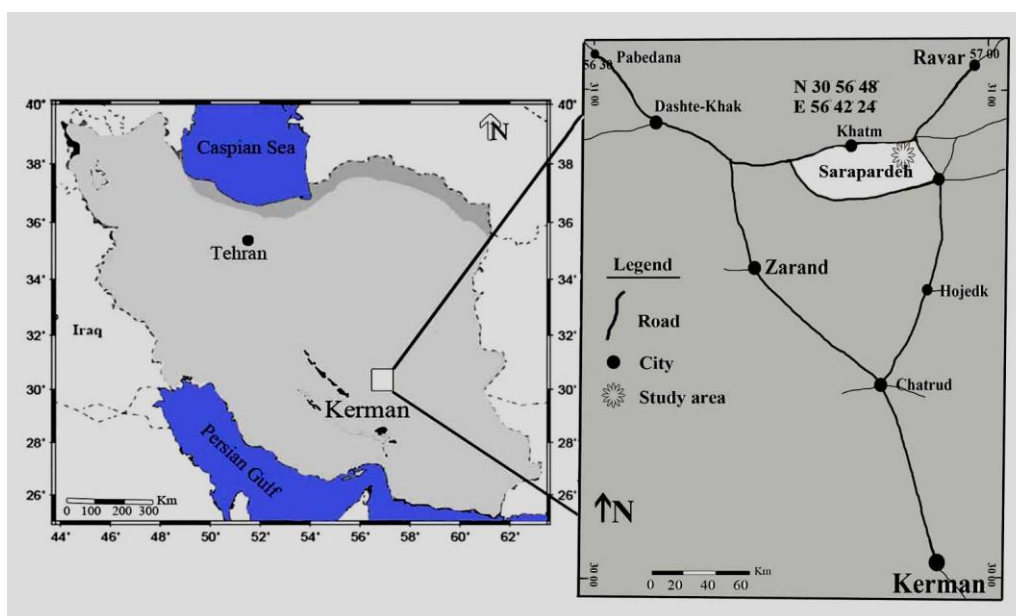 40°
38°
36°
34°
32°
30°
28°
26°
44°
46°
48°
50°
52°
54°
56°
58°
60°
62°
40°
38°
36°
34°
32°
30°
28°
26°
N
Caspian Sea
Tehran
Iraq
Kerman
Persian Gulf
Km
0 100 200 300
56 30
Pabedana
Ravar
57 00
31 00
31 00
N 30 56 48
E 56 42 24
Dashte-Khak
Khatm
Sarapardeh
Legend
Zarand
Road
Hojedk
City
Chatrud
Study area
N
Km
0 20 40 60
Kerman
30 00
30 00